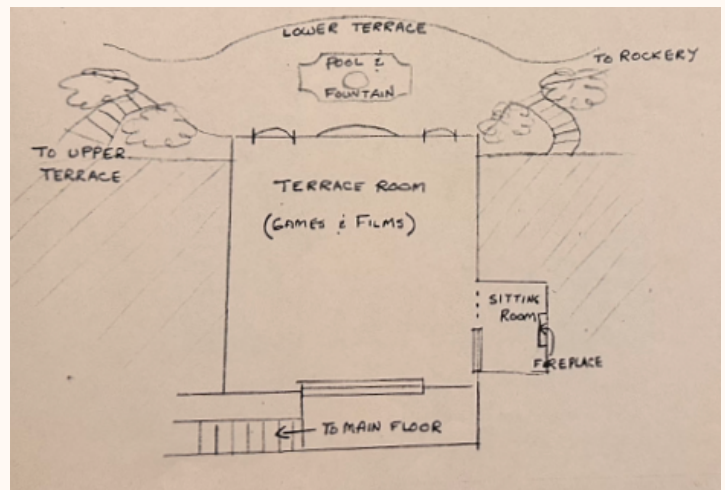 LOWER TERRACE
POOL &
FOUNTAIN
TO ROCKERY
TO UPPER
TERRACE
TERRACE ROOM
(GAMES & FILMS)
SITTING
ROOM
FIREPLACE
TO MAIN FLOOR